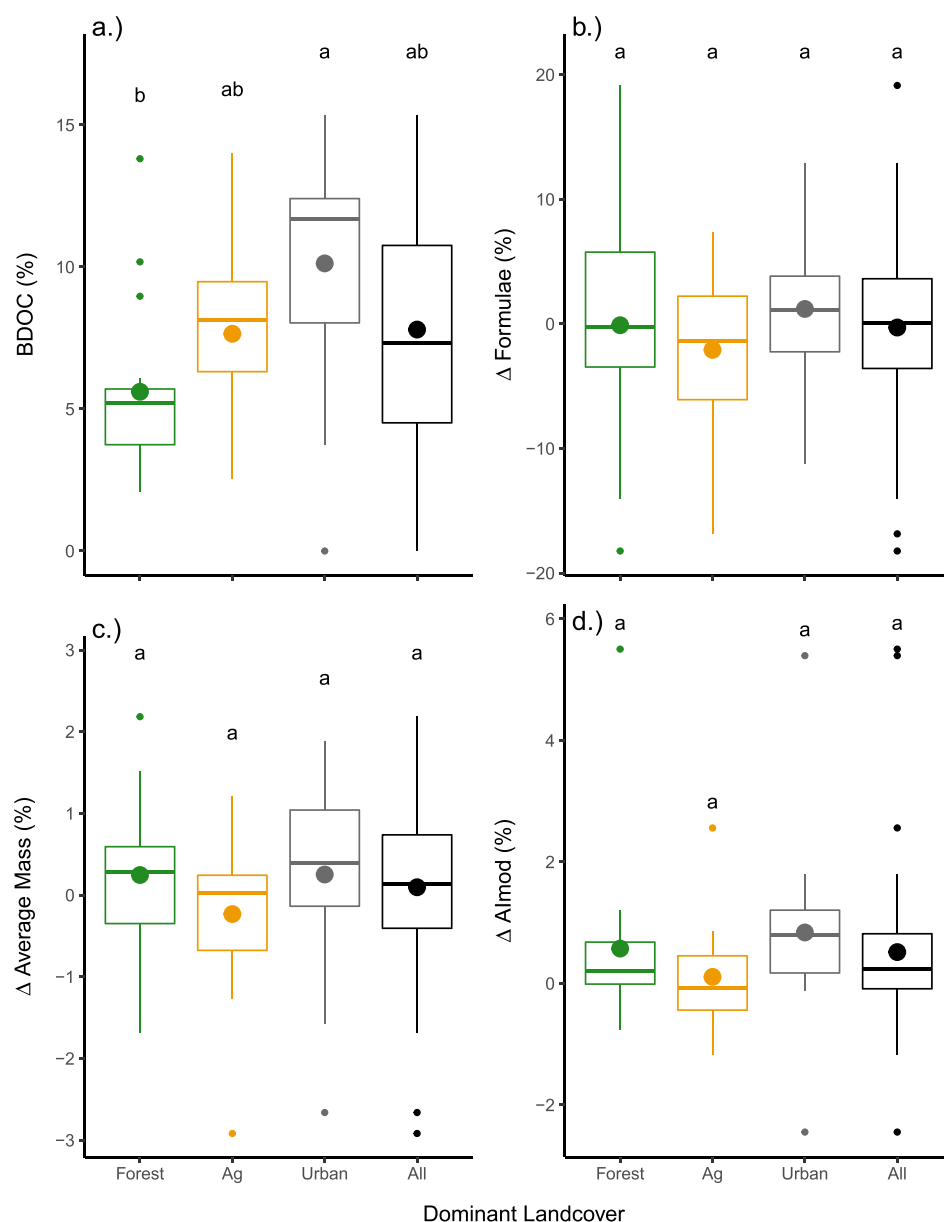 a.)
b
ab
a
ab
15
10
5
0
BDOC (%)
b.)
a
a
a
a
20
10
0
−10
−20
Δ Formulae (%)
c.)
a
a
a
a
3
2
1
0
−1
−2
−3
Δ Average Mass (%)
Forest
Ag
Urban
All
d.)
a
a
a
a
6
4
2
0
−2
Δ AImod (%)
Forest
Ag
Urban
All
Dominant Landcover